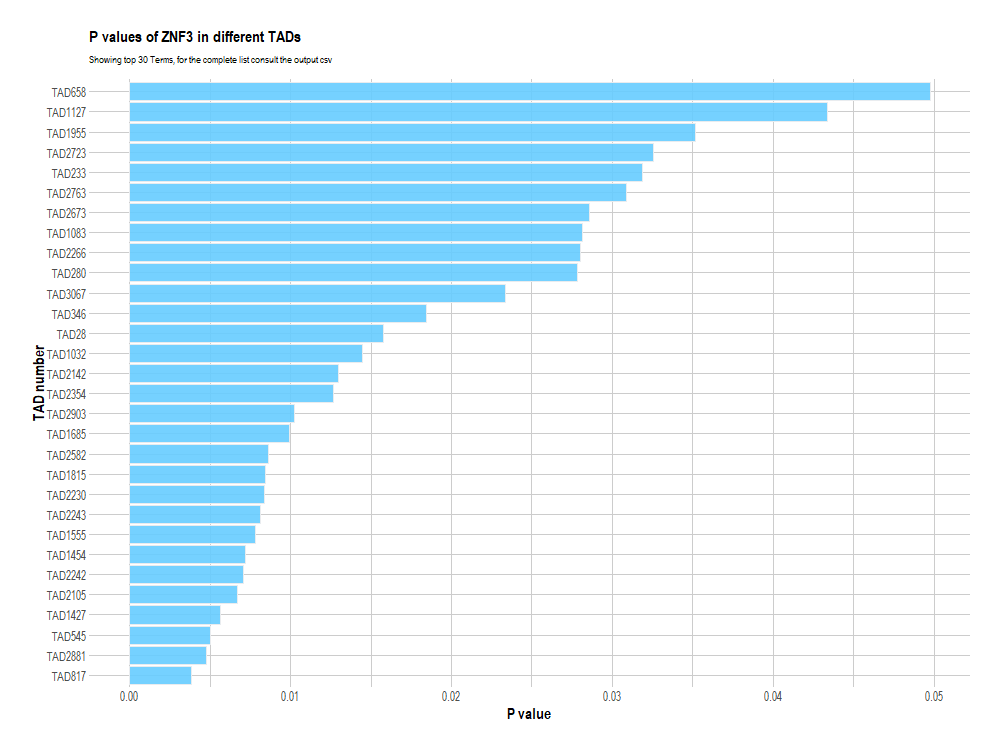 P values of ZNF3 in different TADs
Showing top 30 Terms, for the complete list consult the output csv
TAD658
TAD1127
TAD1955
TAD2723
TAD233
TAD2763
TAD2673
TAD1083
TAD2266
TAD280
TAD3067
TAD346
TAD28
TAD1032
TAD2142
TAD2354
TAD2903
TAD1685
TAD2582
TAD1815
TAD2230
TAD2243
TAD1555
TAD1454
TAD2242
TAD2105
TAD1427
TAD545
TAD2881
TAD817
TAD number
0.00 0.01 0.02 0.03 0.04 0.05
P value